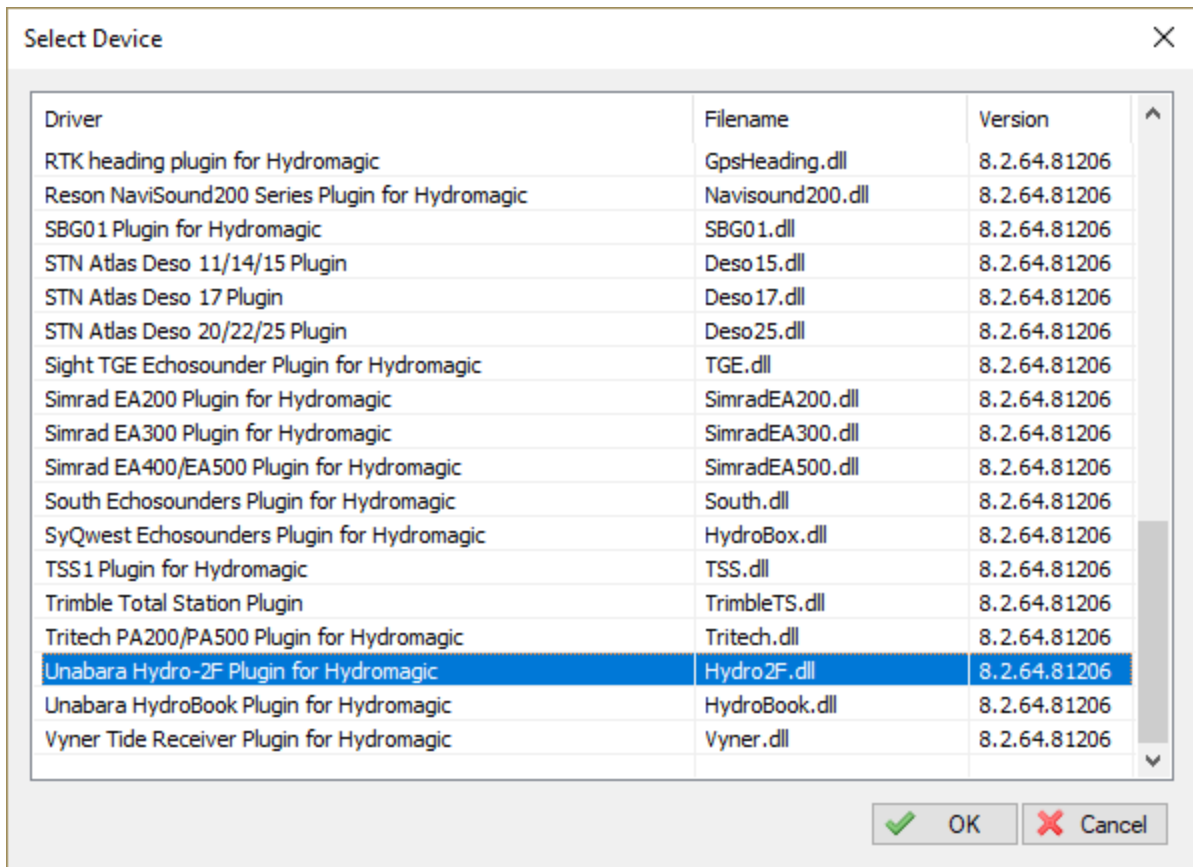 Select Device
Driver Filename Version
RTK heading plugin for Hydromagic GpsHeading.dll 8.2.64.81206
Reson NaviSound200 Series Plugin for Hydromagic Navisound200.dll 8.2.64.81206
SBG01 Plugin for Hydromagic SBG01.dll 8.2.64.81206
STN Atlas Deso 11/14/15 Plugin Deso15.dll 8.2.64.81206
STN Atlas Deso 17 Plugin Deso17.dll 8.2.64.81206
STN Atlas Deso 20/22/25 Plugin Deso25.dll 8.2.64.81206
Sight TGE Echosounder Plugin for Hydromagic TGE.dll 8.2.64.81206
Simrad EA200 Plugin for Hydromagic SimradEA200.dll 8.2.64.81206
Simrad EA300 Plugin for Hydromagic SimradEA300.dll 8.2.64.81206
Simrad EA400/EA500 Plugin for Hydromagic SimradEA500.dll 8.2.64.81206
South Echosounders Plugin for Hydromagic South.dll 8.2.64.81206
SyQwest Echosounders Plugin for Hydromagic HydroBox.dll 8.2.64.81206
TSS1 Plugin for Hydromagic TSS.dll 8.2.64.81206
Trimble Total Station Plugin TrimbleTS.dll 8.2.64.81206
Tritech PA200/PA500 Plugin for Hydromagic Tritech.dll 8.2.64.81206
Unabara Hydro-2F Plugin for Hydromagic Hydro2F.dll 8.2.64.81206
Unabara HydroBook Plugin for Hydromagic HydroBook.dll 8.2.64.81206
Vyner Tide Receiver Plugin for Hydromagic Vyner.dll 8.2.64.81206
OK Cancel